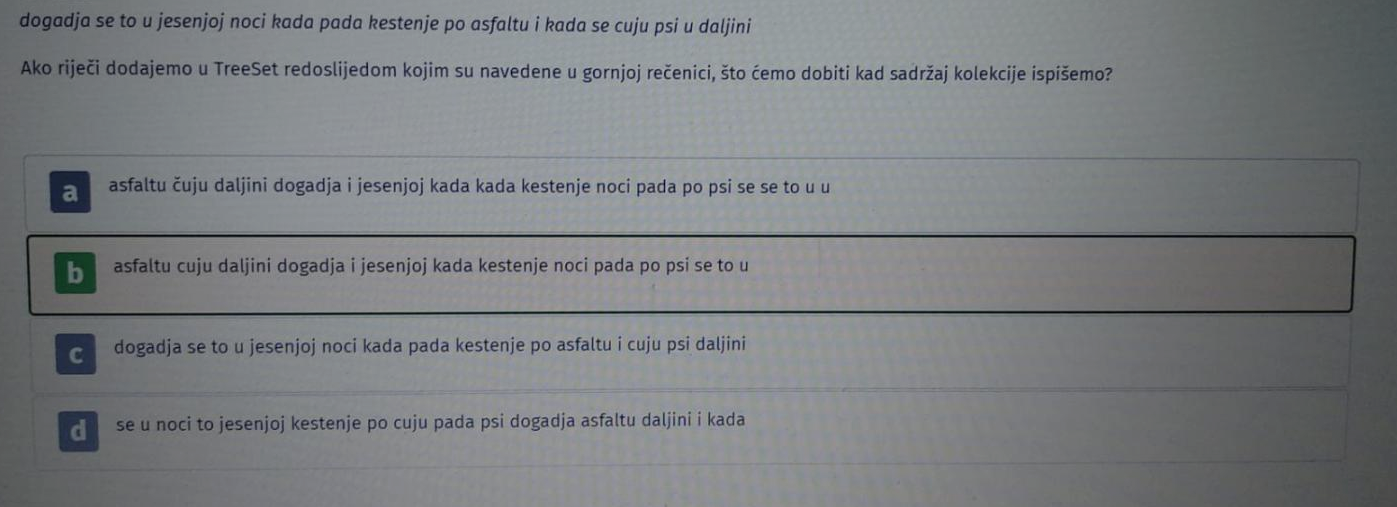 dogadja se to u jesenjoj noci kada pada kestenje po asfaltu i kada se cuju psi u daljini
Ako riječi dodajemo u TreeSet redoslijedom kojim su navedene u gornjoj rečenici, što ćemo dobiti kad sadržaj kolekcije ispišemo?
a asfaltu čuju daljini dogadja i jesenjoj kada kada kestenje noci pada po psi se se to u u
b asfaltu cuju daljini dogadja i jesenjoj kada kestenje noci pada po psi se to u
c dogadja se to u jesenjoj noci kada pada kestenje po asfaltu i cuju psi daljini
d se u noci to jesenjoj kestenje po cuju pada psi dogadja asfaltu daljini i kada